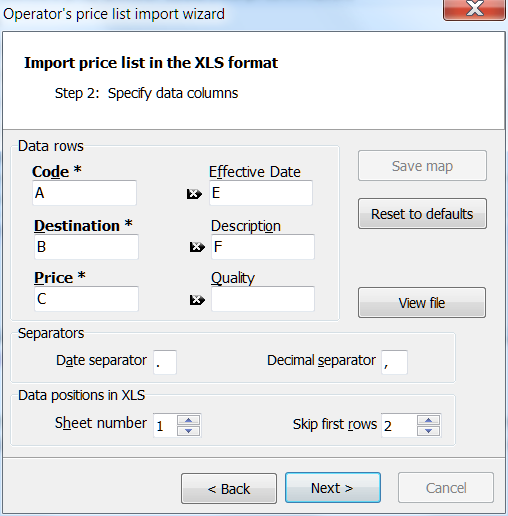 Operator's price list import wizard
Import price list in the XLS format
Step 2: Specify data columns
Data rows
Code * Effective Date
A E
Save map
Destination * Description
B F
Reset to defaults
Price * Quality
C
View file
Separators
Date separator . Decimal separator ,
Data positions in XLS
Sheet number 1 Skip first rows 2
< Back Next > Cancel